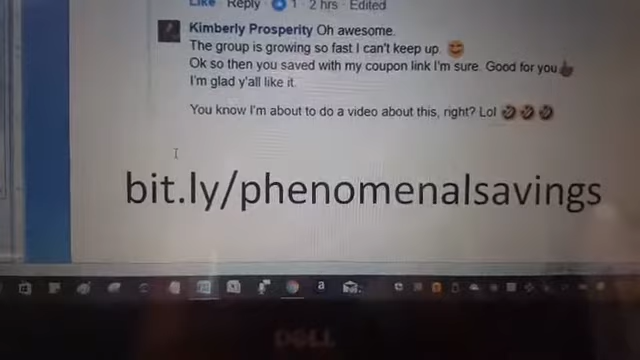 Like · Reply · 1 · 2 hrs · Edited
Kimberly Prosperity Oh awesome.
The group is growing so fast I can't keep up. 😊
Ok so then you saved with my coupon link I'm sure. Good for you👍
I'm glad y'all like it.
You know I'm about to do a video about this, right? Lol 🤣🤣🤣
bit.ly/phenomenalsavings
DELL